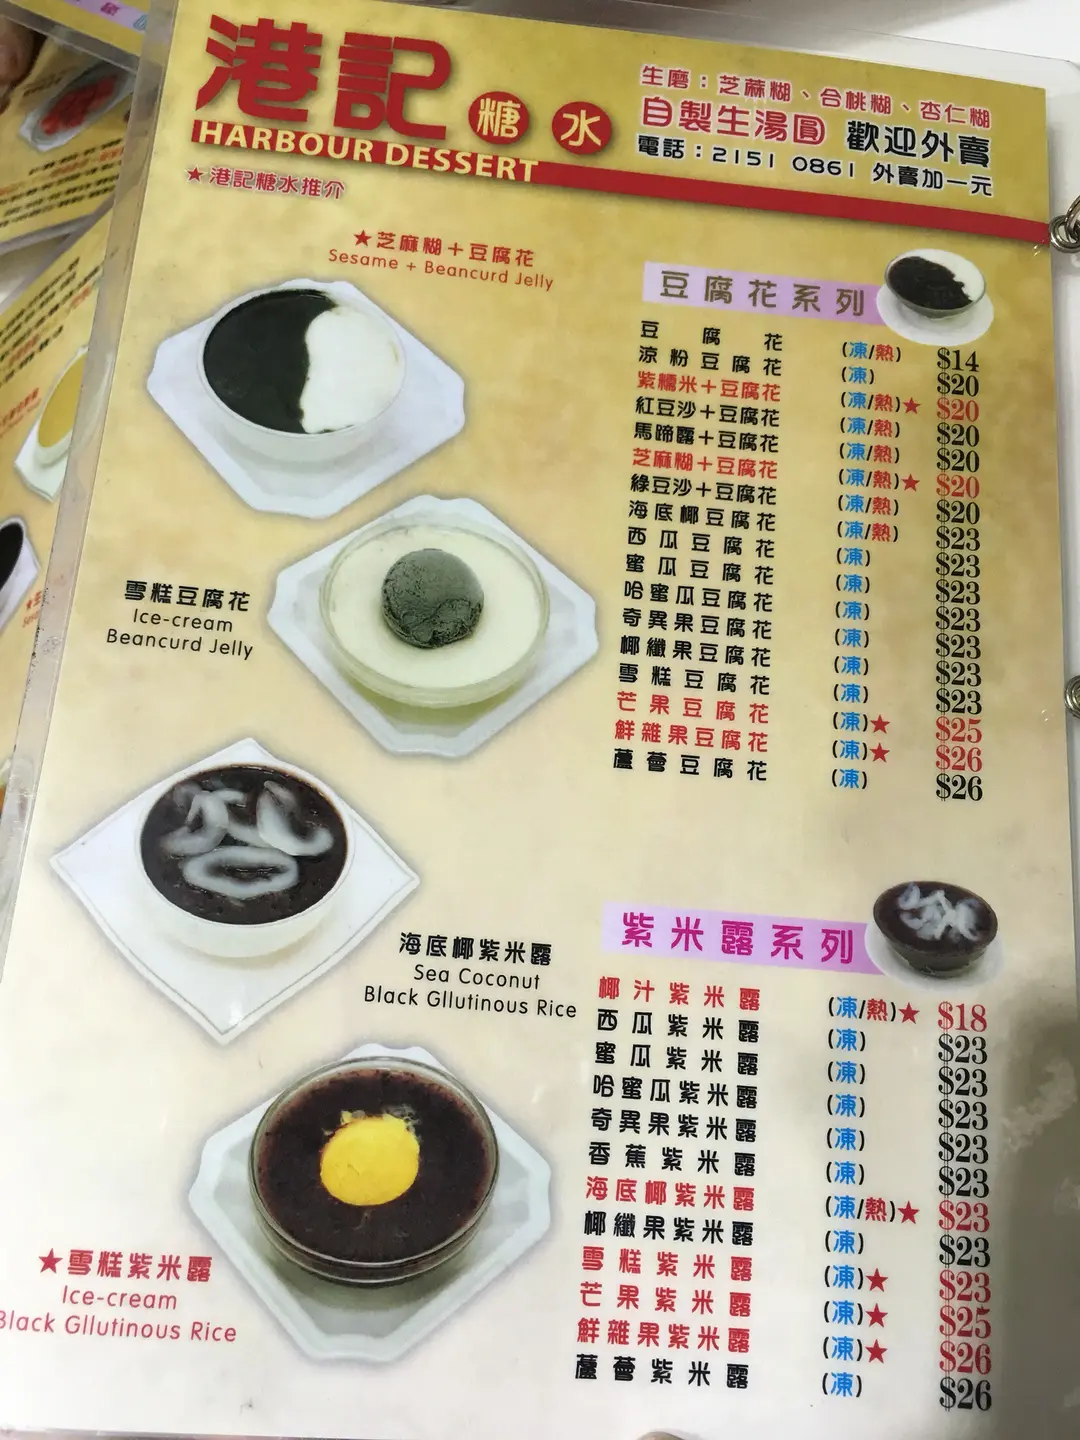 港記 糖 水
HARBOUR DESSERT
生磨：芝蔴糊、合桃糊、杏仁糊
自製生湯圓 歡迎外賣
電話：2151 0861 外賣加一元
★港記糖水推介
★芝麻糊＋豆腐花
Sesame + Beancurd Jelly
雪糕豆腐花
Ice-cream
Beancurd Jelly
海底椰紫米露
Sea Coconut
Black Gllutinous Rice
★雪糕紫米露
Ice-cream
Black Gllutinous Rice
豆腐花系列
豆腐花 (凍/熱) $14
涼粉豆腐花 (凍) $20
紫糯米＋豆腐花 (凍/熱)★ $20
紅豆沙＋豆腐花 (凍/熱) $20
馬蹄露＋豆腐花 (凍/熱) $20
芝麻糊＋豆腐花 (凍/熱)★ $20
綠豆沙＋豆腐花 (凍/熱) $20
海底椰豆腐花 (凍/熱) $23
西瓜豆腐花 (凍) $23
蜜瓜豆腐花 (凍) $23
哈蜜瓜豆腐花 (凍) $23
奇異果豆腐花 (凍) $23
椰纖果豆腐花 (凍) $23
雪糕豆腐花 (凍) $23
芒果豆腐花 (凍)★ $25
鮮雜果豆腐花 (凍)★ $26
蘆薈豆腐花 (凍) $26
紫米露系列
椰汁紫米露 (凍/熱)★ $18
西瓜紫米露 (凍) $23
蜜瓜紫米露 (凍) $23
哈蜜瓜紫米露 (凍) $23
奇異果紫米露 (凍) $23
香蕉紫米露 (凍) $23
海底椰紫米露 (凍/熱)★ $23
椰纖果紫米露 (凍) $23
雪糕紫米露 (凍)★ $23
芒果紫米露 (凍)★ $25
鮮雜果紫米露 (凍)★ $26
蘆薈紫米露 (凍) $26